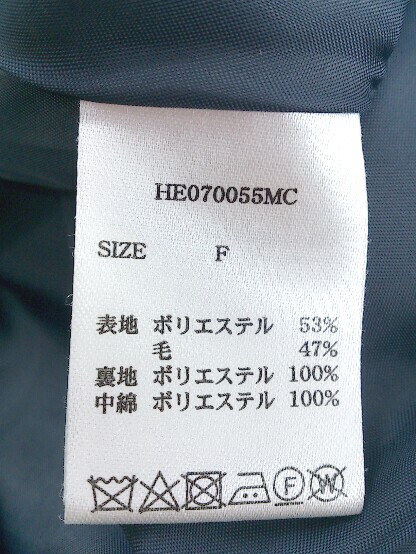 HE070055MC
SIZE F
表地 ポリエステル 53%
毛 47%
裏地 ポリエステル 100%
中綿 ポリエステル 100%
F W